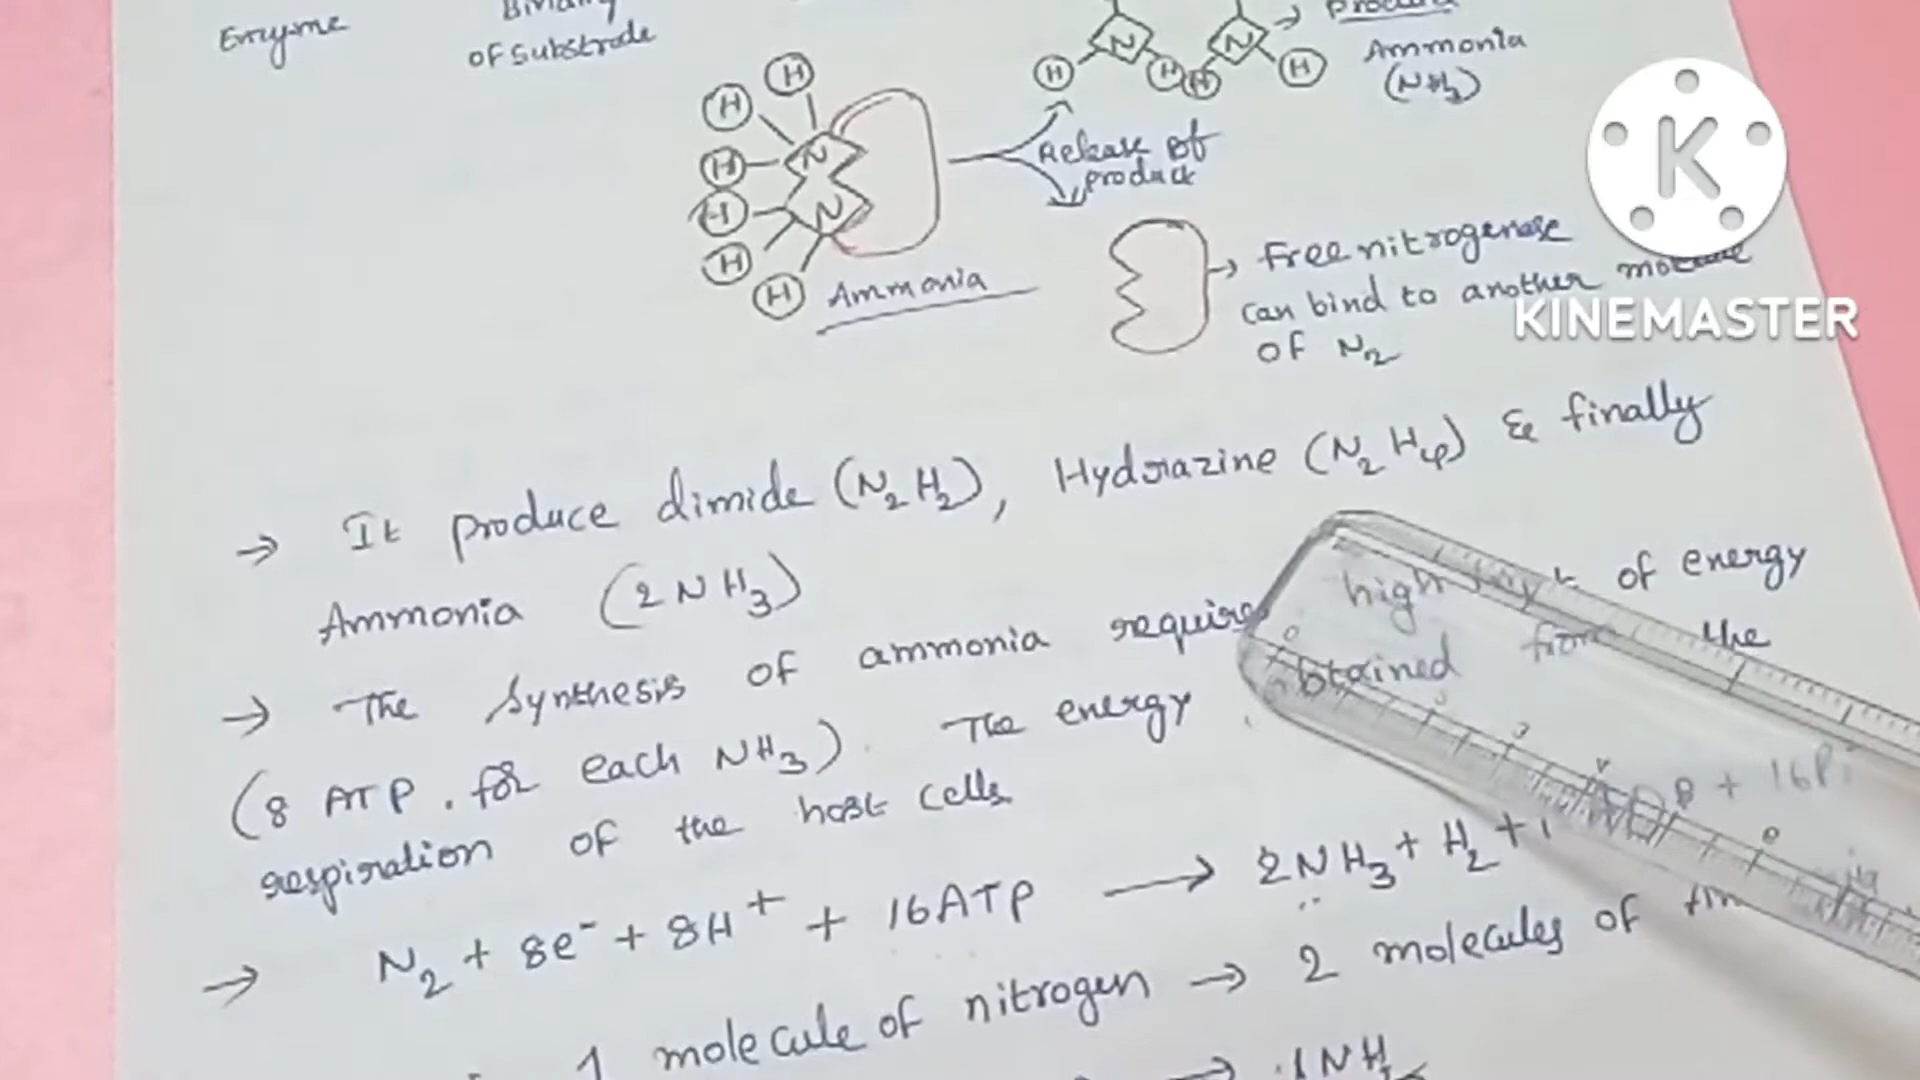 Enzyme
of substrate
Ammonia
(NH3)
H H H H H
N N
H H H H
N N
Release of
product
Ammonia
Free nitrogenase
can bind to another
of N2
K
KINEMASTER
→ It produce dimide (N2H2), Hydrazine (N2H4) & finally
Ammonia (2NH3)
→ The synthesis of ammonia require high of energy
(8 ATP. for each NH3). The energy obtained from the
respiration of the host cells
→ N2 + 8e- + 8H+ + 16ATP → 2NH3 + H2 + + 16Pi
1 molecule of nitrogen → 2 molecules of
→ 1NH3